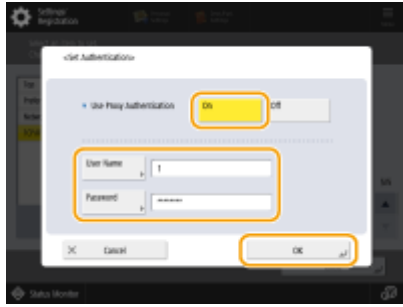 Settings/
Registration
<Set Authentication>
Use Proxy Authentication
On
Off
User Name
1
Password
********
Cancel
OK
Status Monitor